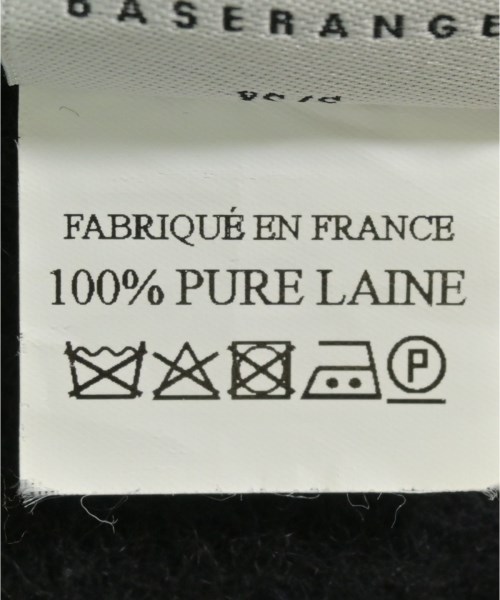 BASERANGE
FABRIQUÉ EN FRANCE
100% PURE LAINE
P